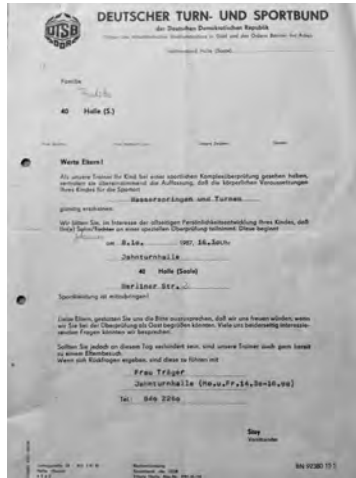 DTSB
DDR
DEUTSCHER TURN- UND SPORTBUND
der Deutschen Demokratischen Republik
Familie
40 Halle (S.)
Werte Eltern!
Als unsere Trainer Ihr Kind bei einer sportlichen Komplexüberprüfung gesehen haben,
vertraten sie übereinstimmend die Auffassung, daß die körperlichen Voraussetzungen
Ihres Kindes für die Sportart
Wasserspringen und Turnen
günstig erscheinen.
Wir bitten Sie, im Interesse der allseitigen Persönlichkeitsentwicklung Ihres Kindes, daß
Ihr(e) Sohn/Tochter an einer speziellen Überprüfung teilnimmt. Diese beginnt
am 8.10. 1987, 16.30 Uhr
Jahnturnhalle
40 Halle (Saale)
Berliner Str.
Sportkleidung ist mitzubringen!
Liebe Eltern, gestatten Sie uns die Bitte auszusprechen, daß wir uns freuen würden, wenn
wir Sie bei der Überprüfung als Gast begrüßen könnten. Viele uns beiderseitig interessie-
renden Fragen könnten wir besprechen.
Sollten Sie jedoch an diesem Tag verhindert sein, sind unsere Trainer auch gern bereit
zu einem Elternbesuch.
Wenn sich Rückfragen ergeben, sind diese zu führen mit
Frau Träger
Jahnturnhalle (Mo.u.Fr.14.30-16.00)
Tel.
Vorsitzender